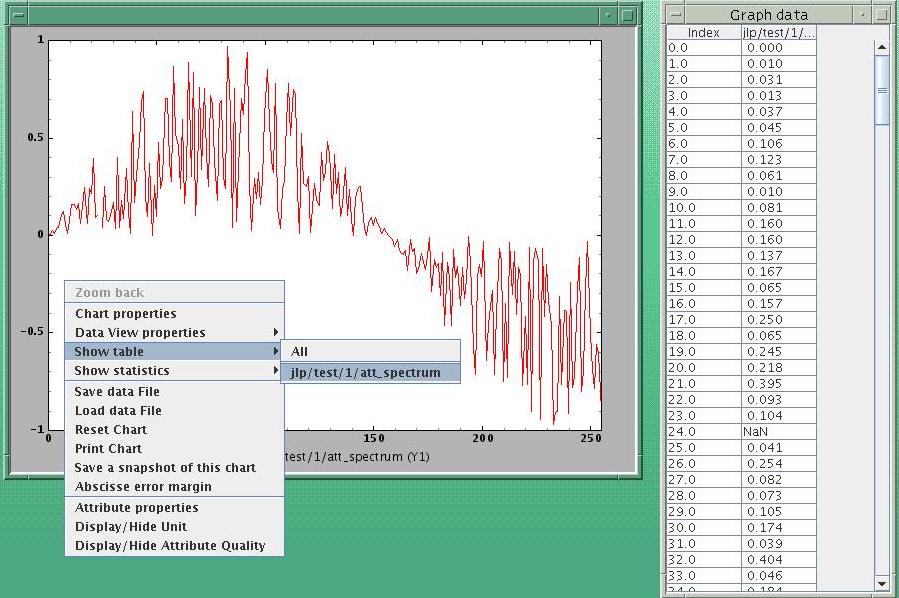 1
0.5
0
-0.5
-1
0
150
200
250
test/1/att_spectrum (Y1)
Zoom back
Chart properties
Data View properties
Show table
Show statistics
Save data File
Load data File
Reset Chart
Print Chart
Save a snapshot of this chart
Abscisse error margin
Attribute properties
Display/Hide Unit
Display/Hide Attribute Quality
All
jlp/test/1/att_spectrum
Graph data
Index jlp/test/1/...
0.0 0.000
1.0 0.010
2.0 0.031
3.0 0.013
4.0 0.037
5.0 0.045
6.0 0.106
7.0 0.123
8.0 0.061
9.0 0.010
10.0 0.081
11.0 0.160
12.0 0.160
13.0 0.137
14.0 0.167
15.0 0.065
16.0 0.157
17.0 0.250
18.0 0.065
19.0 0.245
20.0 0.218
21.0 0.395
22.0 0.093
23.0 0.104
24.0 NaN
25.0 0.041
26.0 0.254
27.0 0.082
28.0 0.073
29.0 0.105
30.0 0.174
31.0 0.039
32.0 0.404
33.0 0.046